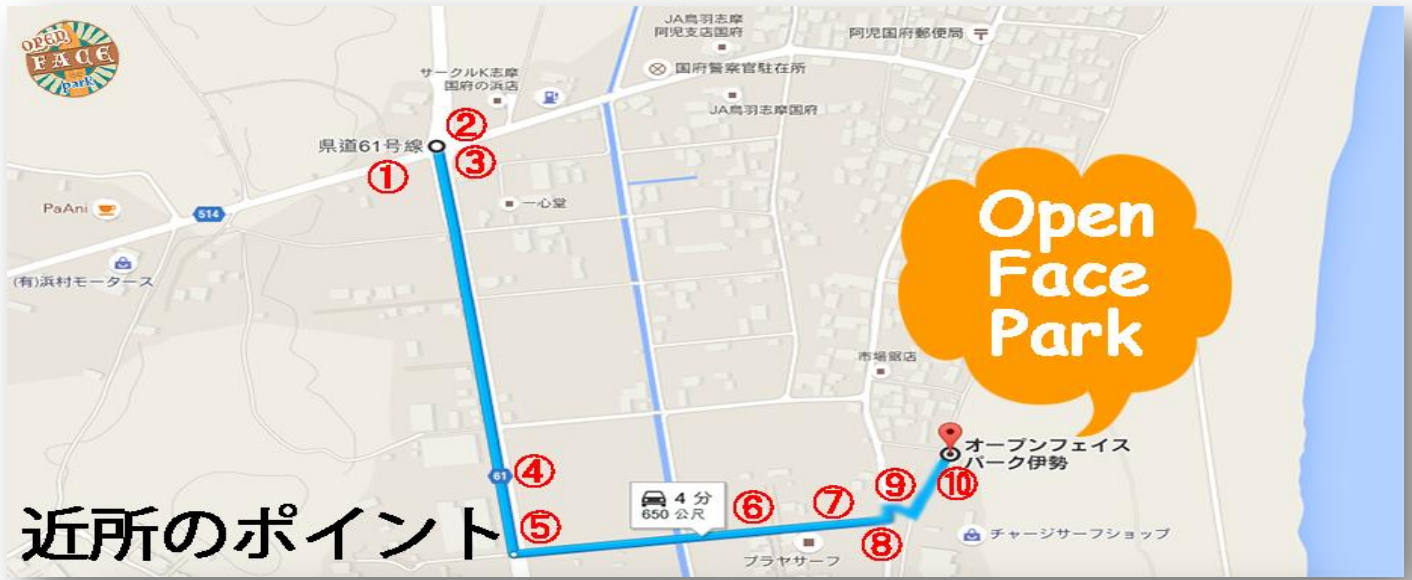 OPEN
FACE
Park
JA鳥羽志摩
阿児支店国府
阿児国府郵便局 〒
国府警察官駐在所
サークルK志摩
国府の浜店
JA鳥羽志摩国府
県道61号線
②
③
①
一心堂
PaAni
514
(有)浜村モータース
Open
Face
Park
市場鋸店
オープンフェイス
パーク伊勢
④
61
⑨
⑩
4 分
650 公尺
⑥
⑦
⑤
⑧
近所のポイント
プラヤサーフ
チャージサーフショップ